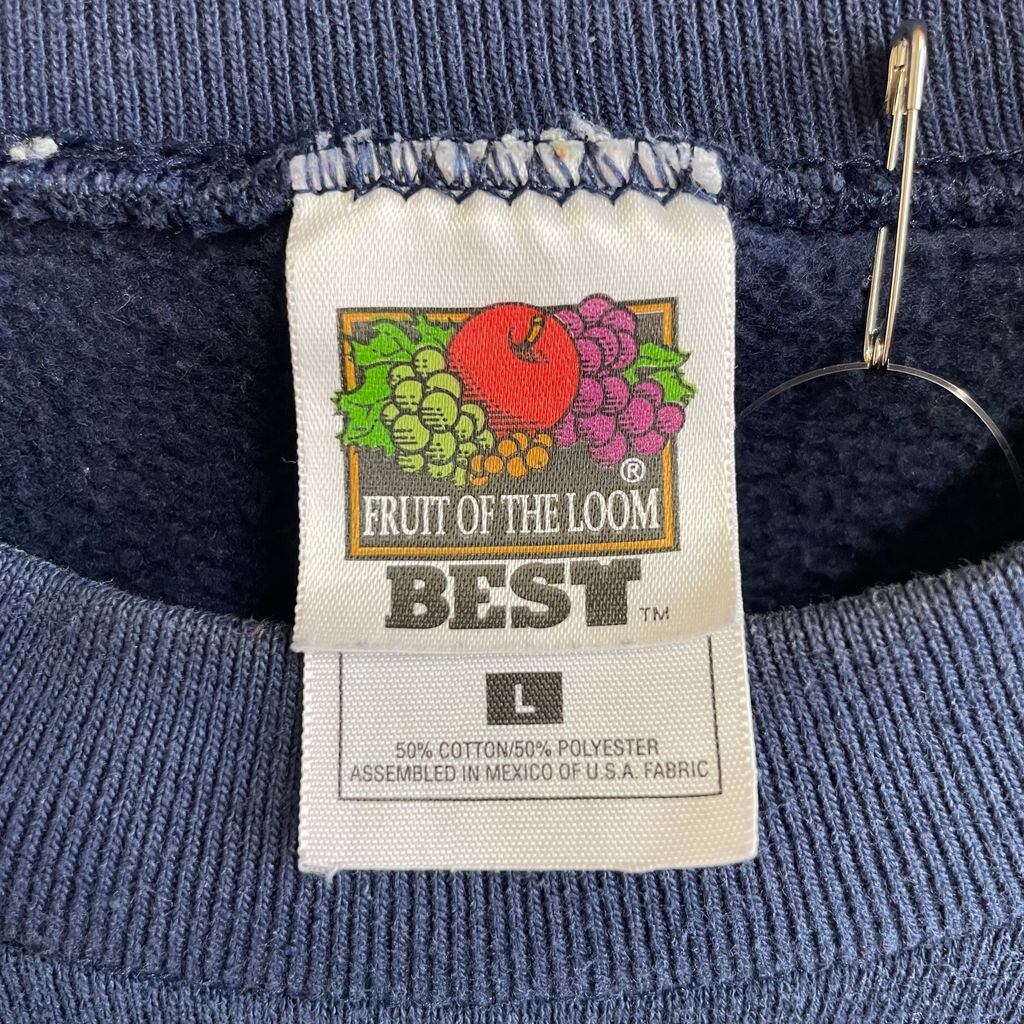 ®
FRUIT OF THE LOOM
BEST™
L
50% COTTON/50% POLYESTER
ASSEMBLED IN MEXICO OF U.S.A. FABRIC